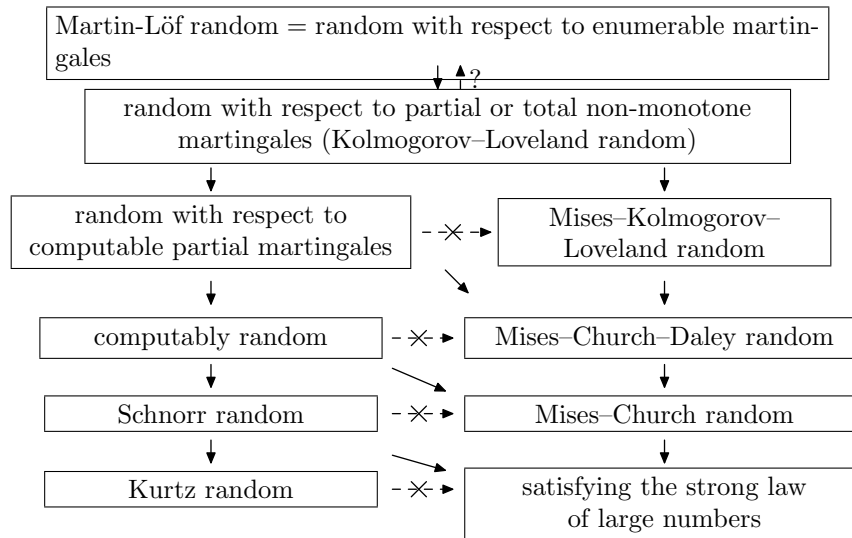 Martin-Löf random = random with respect to enumerable martin-
gales
?
random with respect to partial or total non-monotone
martingales (Kolmogorov–Loveland random)
random with respect to
computable partial martingales
Mises–Kolmogorov–
Loveland random
computably random
Mises–Church–Daley random
Schnorr random
Mises–Church random
Kurtz random
satisfying the strong law
of large numbers